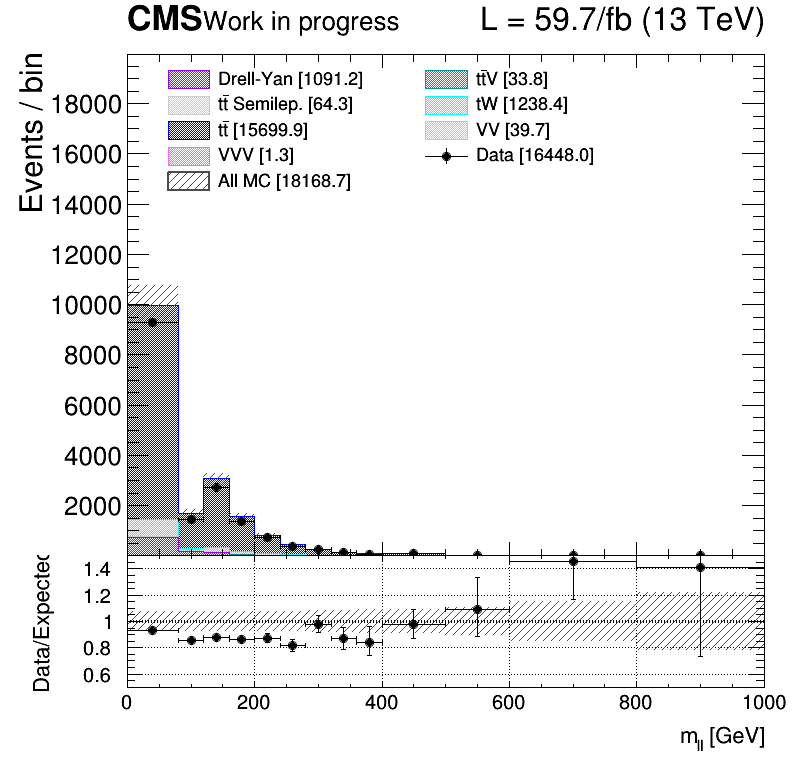 CMS Work in progress L = 59.7/fb (13 TeV)
Events / bin
18000
16000
14000
12000
10000
8000
6000
4000
2000
Drell-Yan [1091.2]
tt̄ Semilep. [64.3]
tt̄ [15699.9]
VVV [1.3]
All MC [18168.7]
tt̄V [33.8]
tW [1238.4]
VV [39.7]
Data [16448.0]
Data/Expected
1.4
1.2
1
0.8
0.6
0 200 400 600 800 1000
m_ll [GeV]